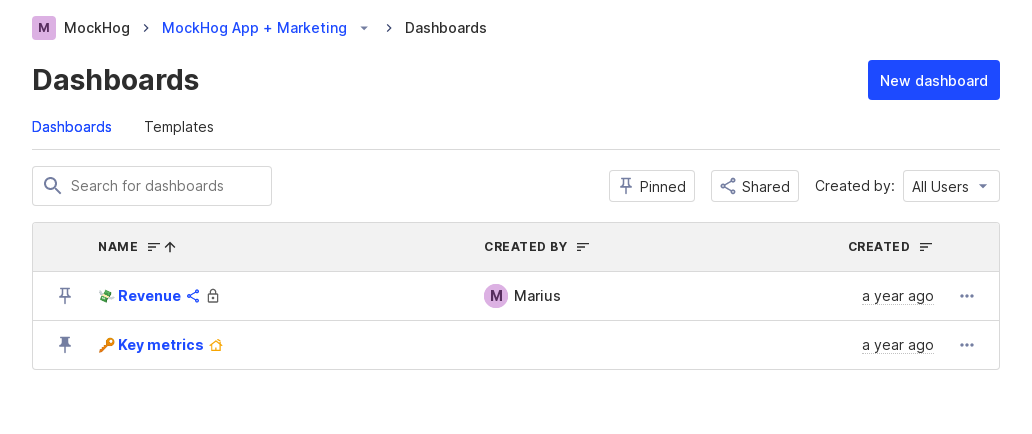 M MockHog MockHog App + Marketing Dashboards
Dashboards
New dashboard
Dashboards Templates
Search for dashboards
Pinned Shared Created by: All Users
NAME CREATED BY CREATED
Revenue M Marius a year ago
Key metrics a year ago